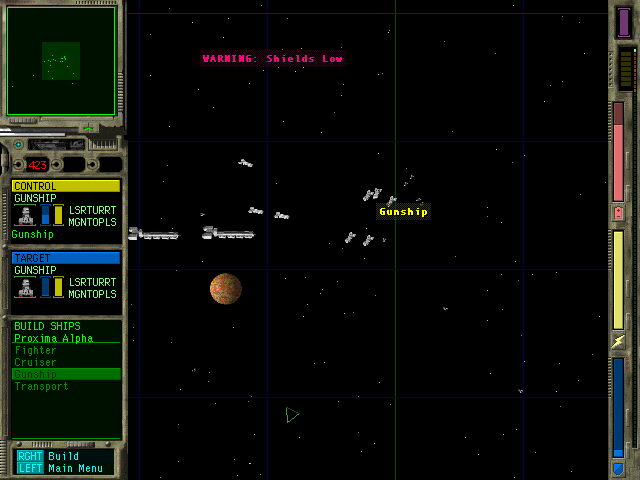 WARNING: Shields Low
423
CONTROL
GUNSHIP
LSRTURRT
MGNTOPLS
Gunship
Gunship
TARGET
GUNSHIP
LSRTURRT
MGNTOPLS
BUILD SHIPS
Proxima Alpha
Fighter
Cruiser
Gunship
Transport
RGHT Build
LEFT Main Menu